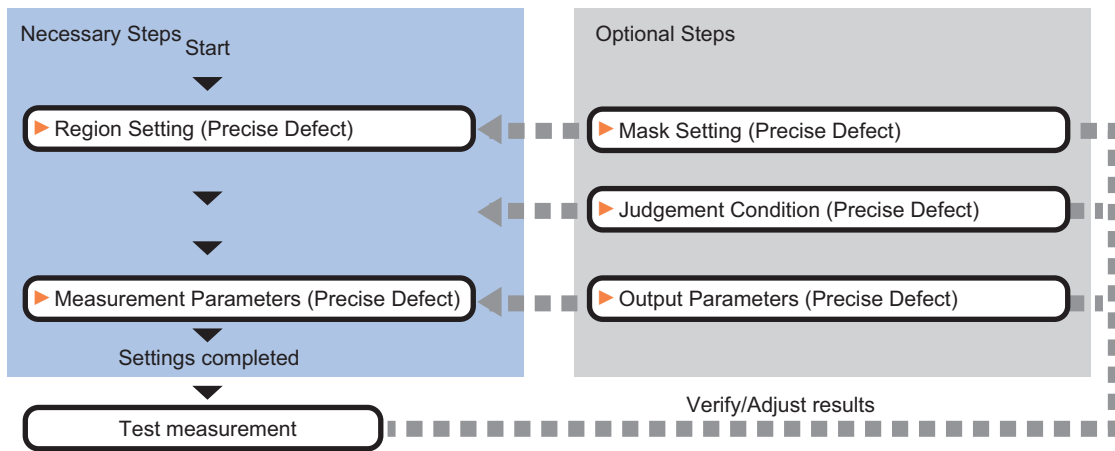 Necessary Steps
Start
Region Setting (Precise Defect)
Measurement Parameters (Precise Defect)
Settings completed
Test measurement
Optional Steps
Mask Setting (Precise Defect)
Judgement Condition (Precise Defect)
Output Parameters (Precise Defect)
Verify/Adjust results